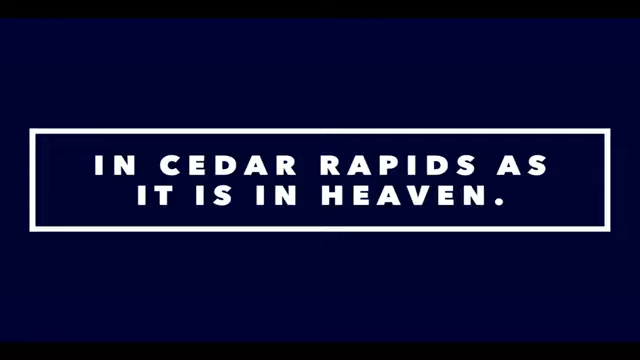 IN CEDAR RAPIDS AS
IT IS IN HEAVEN.